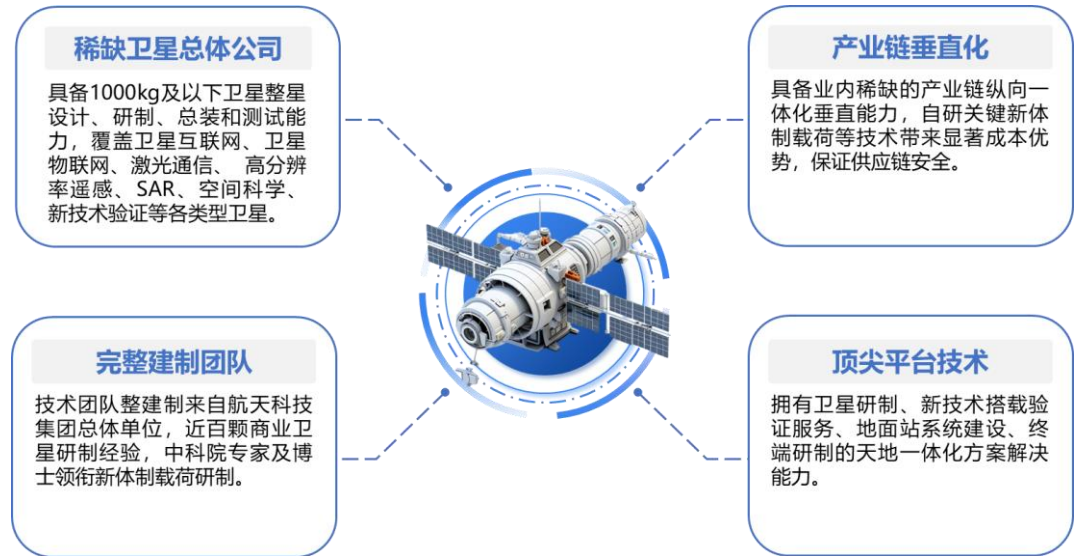 稀缺卫星总体公司
具备1000kg及以下卫星整星
设计、研制、总装和测试能
力，覆盖卫星互联网、卫星
物联网、激光通信、 高分辨
率遥感、SAR、空间科学、
新技术验证等各类型卫星。
产业链垂直化
具备业内稀缺的产业链纵向一
体化垂直能力，自研关键新体
制载荷等技术带来显著成本优
势，保证供应链安全。
完整建制团队
技术团队整建制来自航天科技
集团总体单位，近百颗商业卫
星研制经验，中科院专家及博
士领衔新体制载荷研制。
顶尖平台技术
拥有卫星研制、新技术搭载验
证服务、地面站系统建设、终
端研制的天地一体化方案解决
能力。